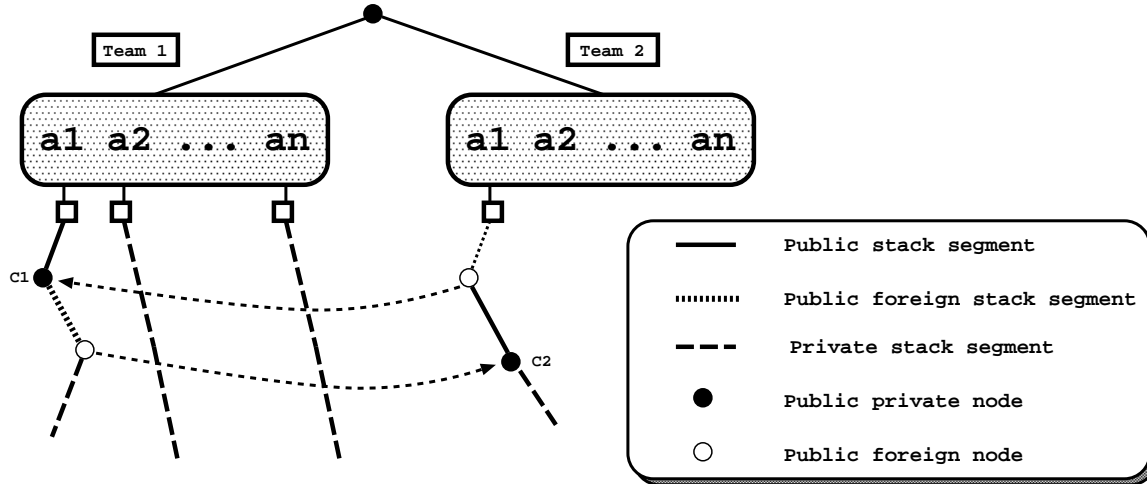 Team 1
Team 2
a1 a2 ... an
a1 a2 ... an
C1
C2
Public stack segment
Public foreign stack segment
Private stack segment
Public private node
Public foreign node